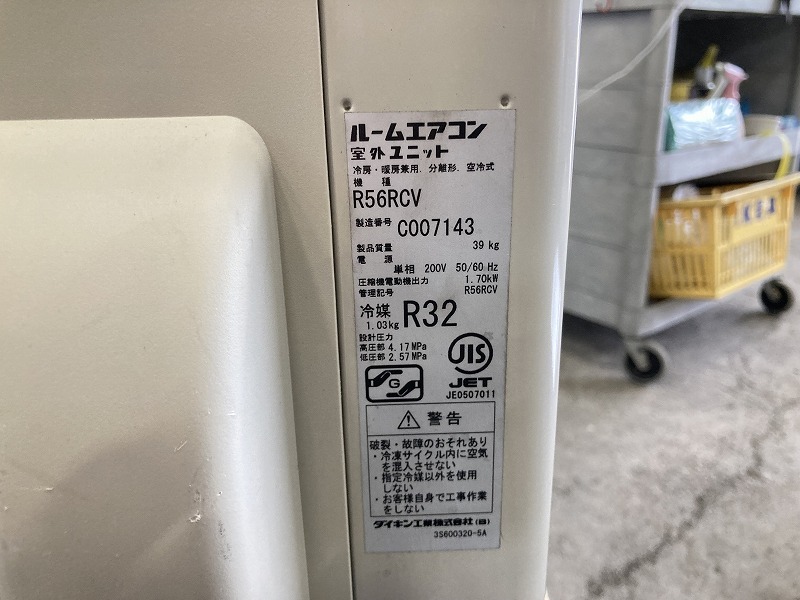 ルームエアコン
室外ユニット
冷房・暖房兼用. 分離形. 空冷式
機種 R56RCV
製造番号 C007143
製品質量 39 kg
電源
単相 200V 50/60 Hz
圧縮機電動機出力 1.70kW
管理記号 R56RCV
冷媒 R32
1.03kg
設計圧力
高圧部 4.17 MPa
低圧部 2.57 MPa
JIS
G
JET
JE0507011
警告
破裂・故障のおそれあり
・冷凍サイクル内に空気
を混入させない
・指定冷媒以外を使用
しない
・お客様自身で工事作業
をしない
ダイキン工業株式会社(B)
3S600320-5A